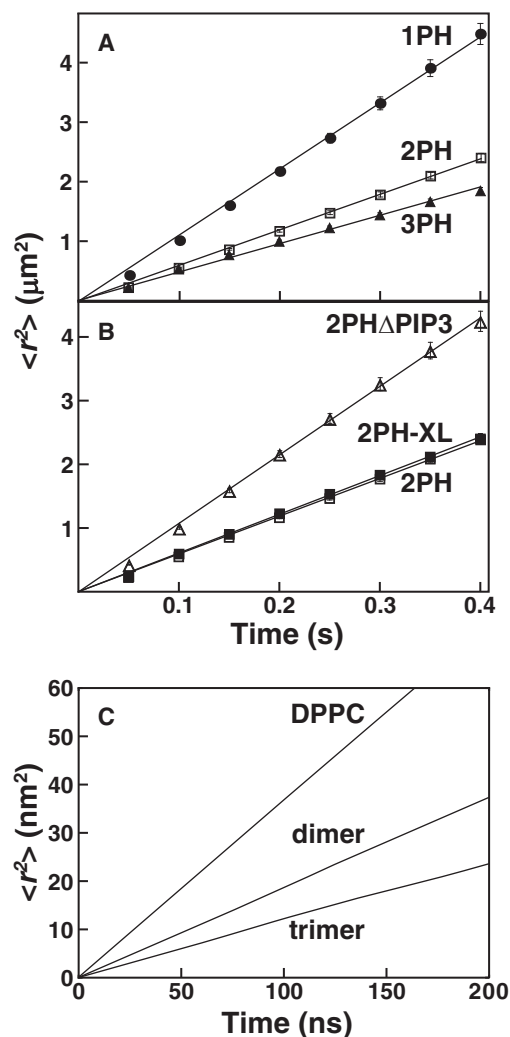 A
1PH
4
3
2PH
2
3PH
1
<r²> (μm²)
B
2PHΔPIP3
4
3
2PH-XL
2PH
2
1
0.1 0.2 0.3 0.4
Time (s)
60
C
DPPC
50
40
dimer
30
20
trimer
10
0
<r²> (nm²)
0 50 100 150 200
Time (ns)